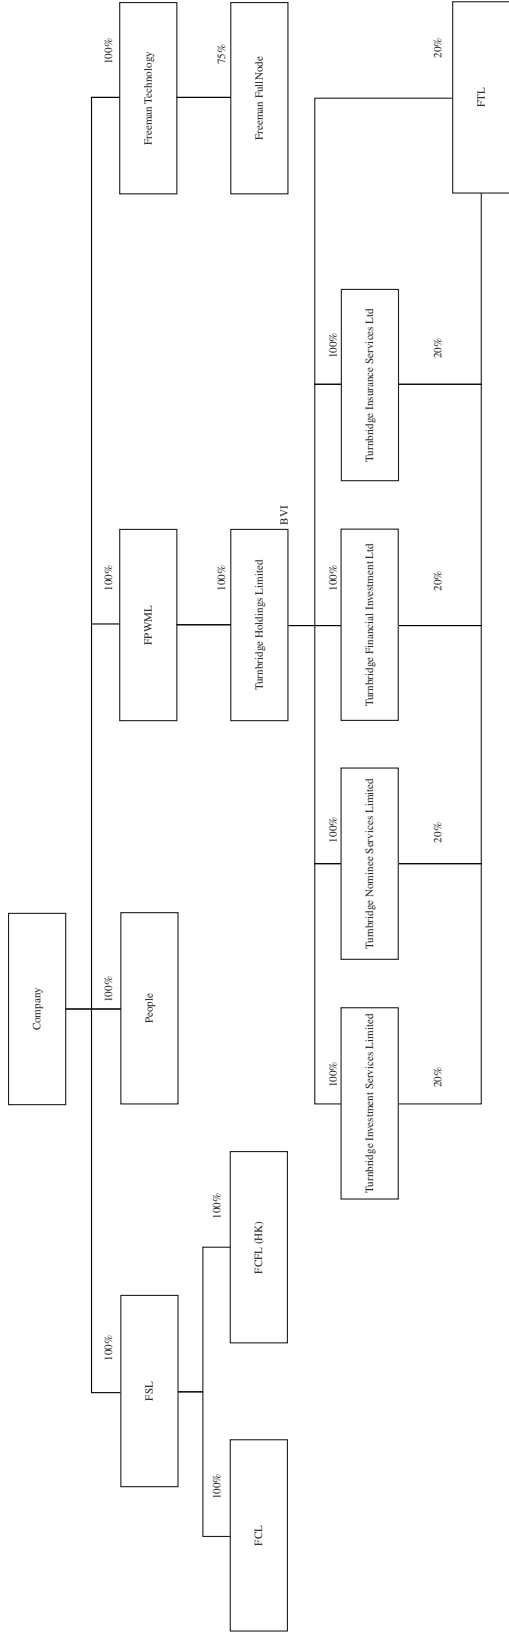 Company
100%
100%
100%
100%
FSL
People
FPWML
Freeman Technology
100%
100%
100%
75%
FCL
FCFL (HK)
Turnbridge Holdings Limited
Freeman FullNode
BVI
100%
100%
100%
100%
Turnbridge Investment Services Limited
Turnbridge Nominee Services Limited
Turnbridge Financial Investment Ltd
Turnbridge Insurance Services Ltd
20%
20%
20%
20%
20%
FTL